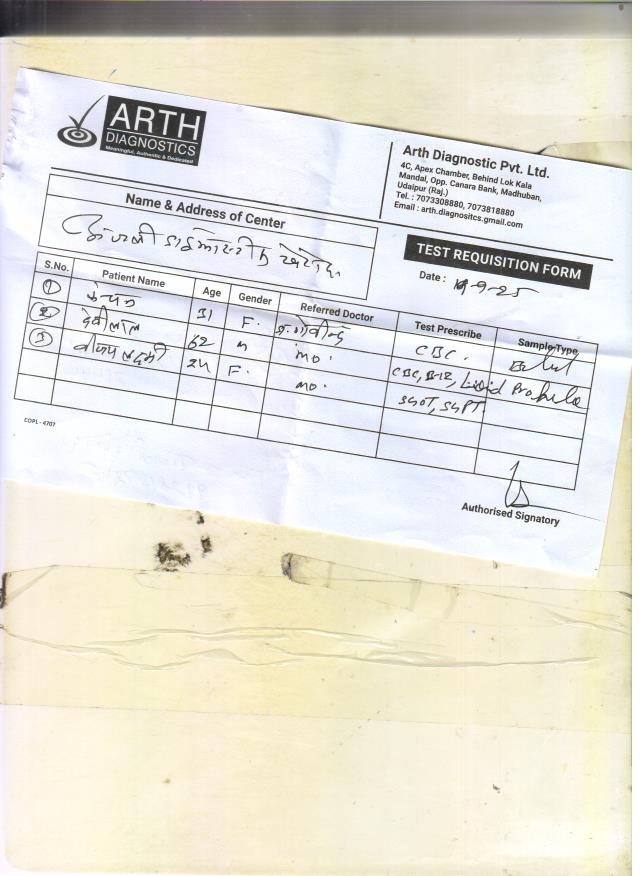 ARTH
DIAGNOSTICS
Meaningful, Authentic & Dedicated
Arth Diagnostic Pvt. Ltd.
4C, Apex Chamber, Behind Lok Kala
Mandal, Opp. Canara Bank, Madhuban,
Udaipur (Raj.)
Tel. : 7073308880, 7073818880
Email : arth.diagnositcs.gmail.com
Name & Address of Center
TEST REQUISITION FORM
Date : 19-9-25
S.No. Patient Name Age Gender Referred Doctor Test Prescribe Sample Type
1 31 F. CBC.
2 देवीलाल 62 M CBC, B-12, Lipid Profile
3 24 F. SGOT, SGPT
COPL - 4707
Authorised Signatory